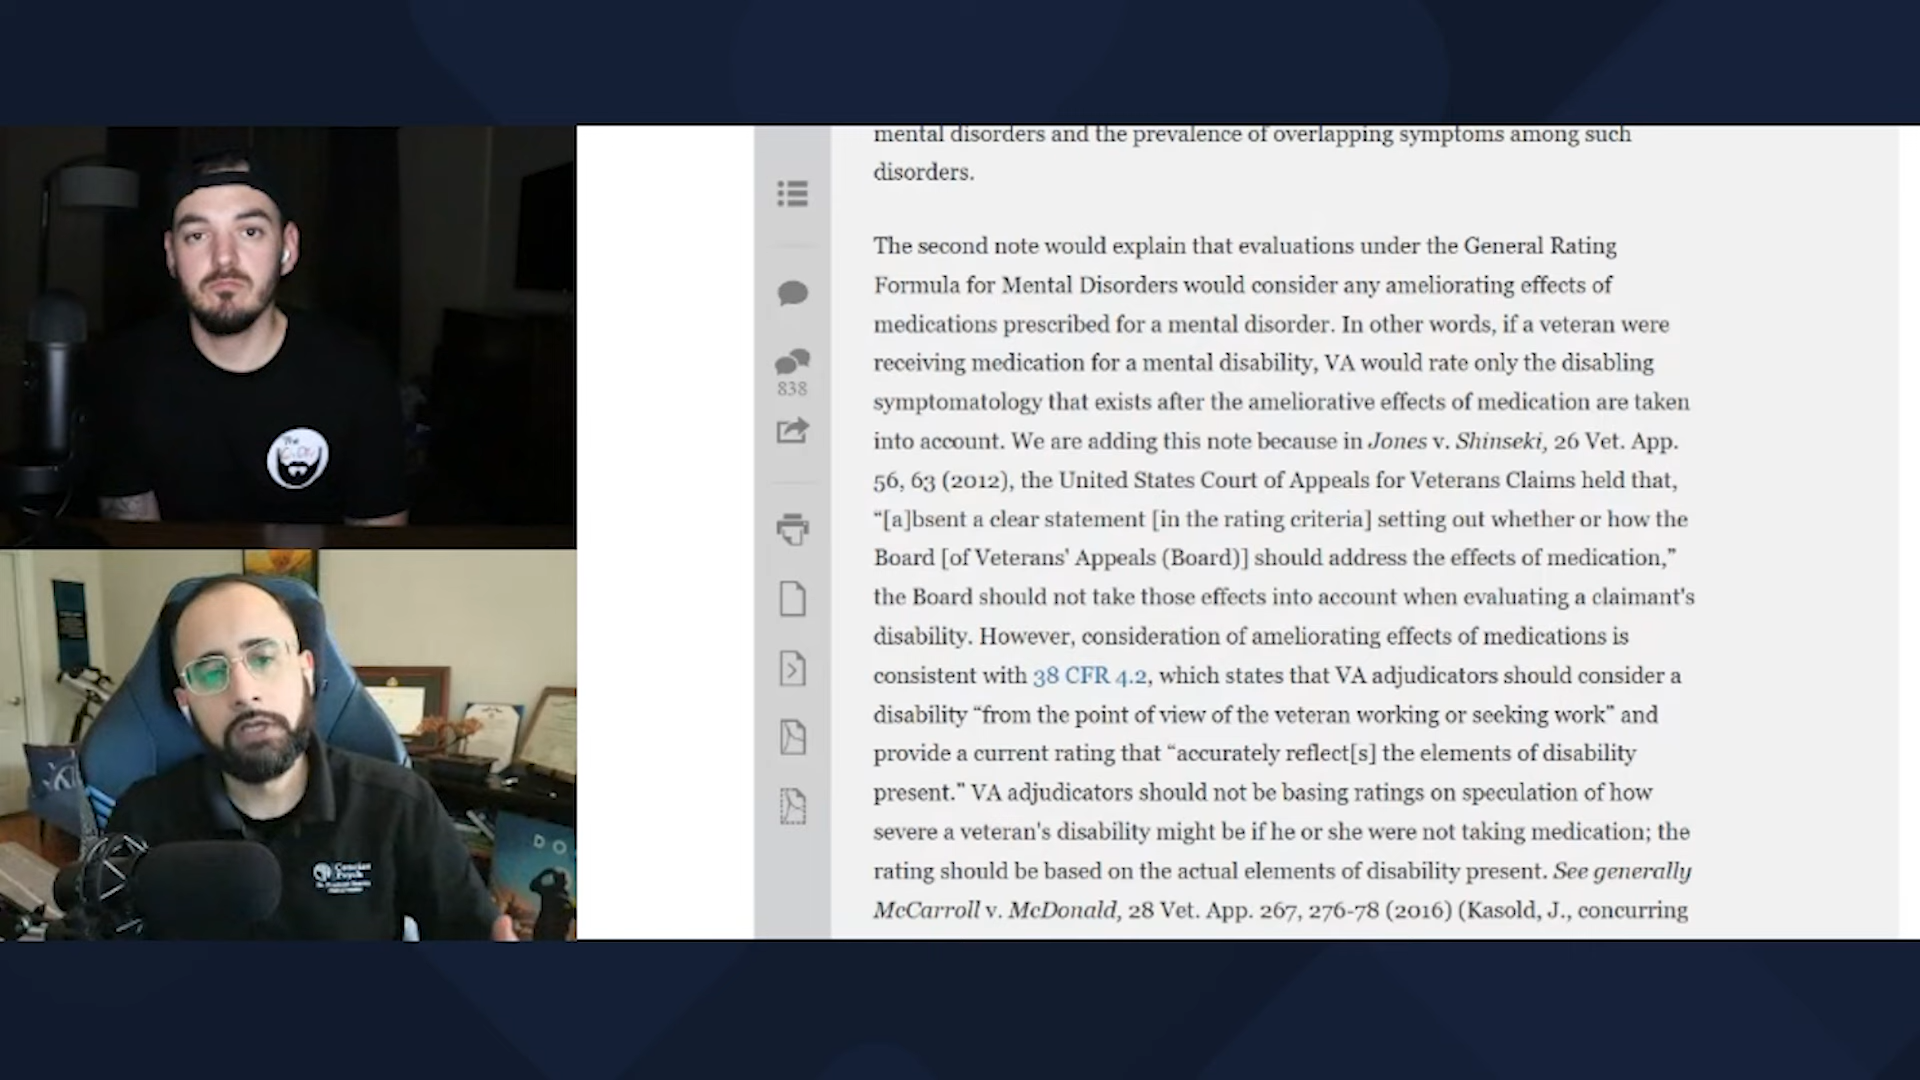 mental disorders and the prevalence of overlapping symptoms among such
disorders.
The second note would explain that evaluations under the General Rating
Formula for Mental Disorders would consider any ameliorating effects of
medications prescribed for a mental disorder. In other words, if a veteran were
receiving medication for a mental disability, VA would rate only the disabling
symptomatology that exists after the ameliorative effects of medication are taken
into account. We are adding this note because in Jones v. Shinseki, 26 Vet. App.
56, 63 (2012), the United States Court of Appeals for Veterans Claims held that,
“[a]bsent a clear statement [in the rating criteria] setting out whether or how the
Board [of Veterans' Appeals (Board)] should address the effects of medication,”
the Board should not take those effects into account when evaluating a claimant's
disability. However, consideration of ameliorating effects of medications is
consistent with 38 CFR 4.2, which states that VA adjudicators should consider a
disability “from the point of view of the veteran working or seeking work” and
provide a current rating that “accurately reflect[s] the elements of disability
present.” VA adjudicators should not be basing ratings on speculation of how
severe a veteran's disability might be if he or she were not taking medication; the
rating should be based on the actual elements of disability present. See generally
McCarroll v. McDonald, 28 Vet. App. 267, 276-78 (2016) (Kasold, J., concurring
838
The
Psych
DO